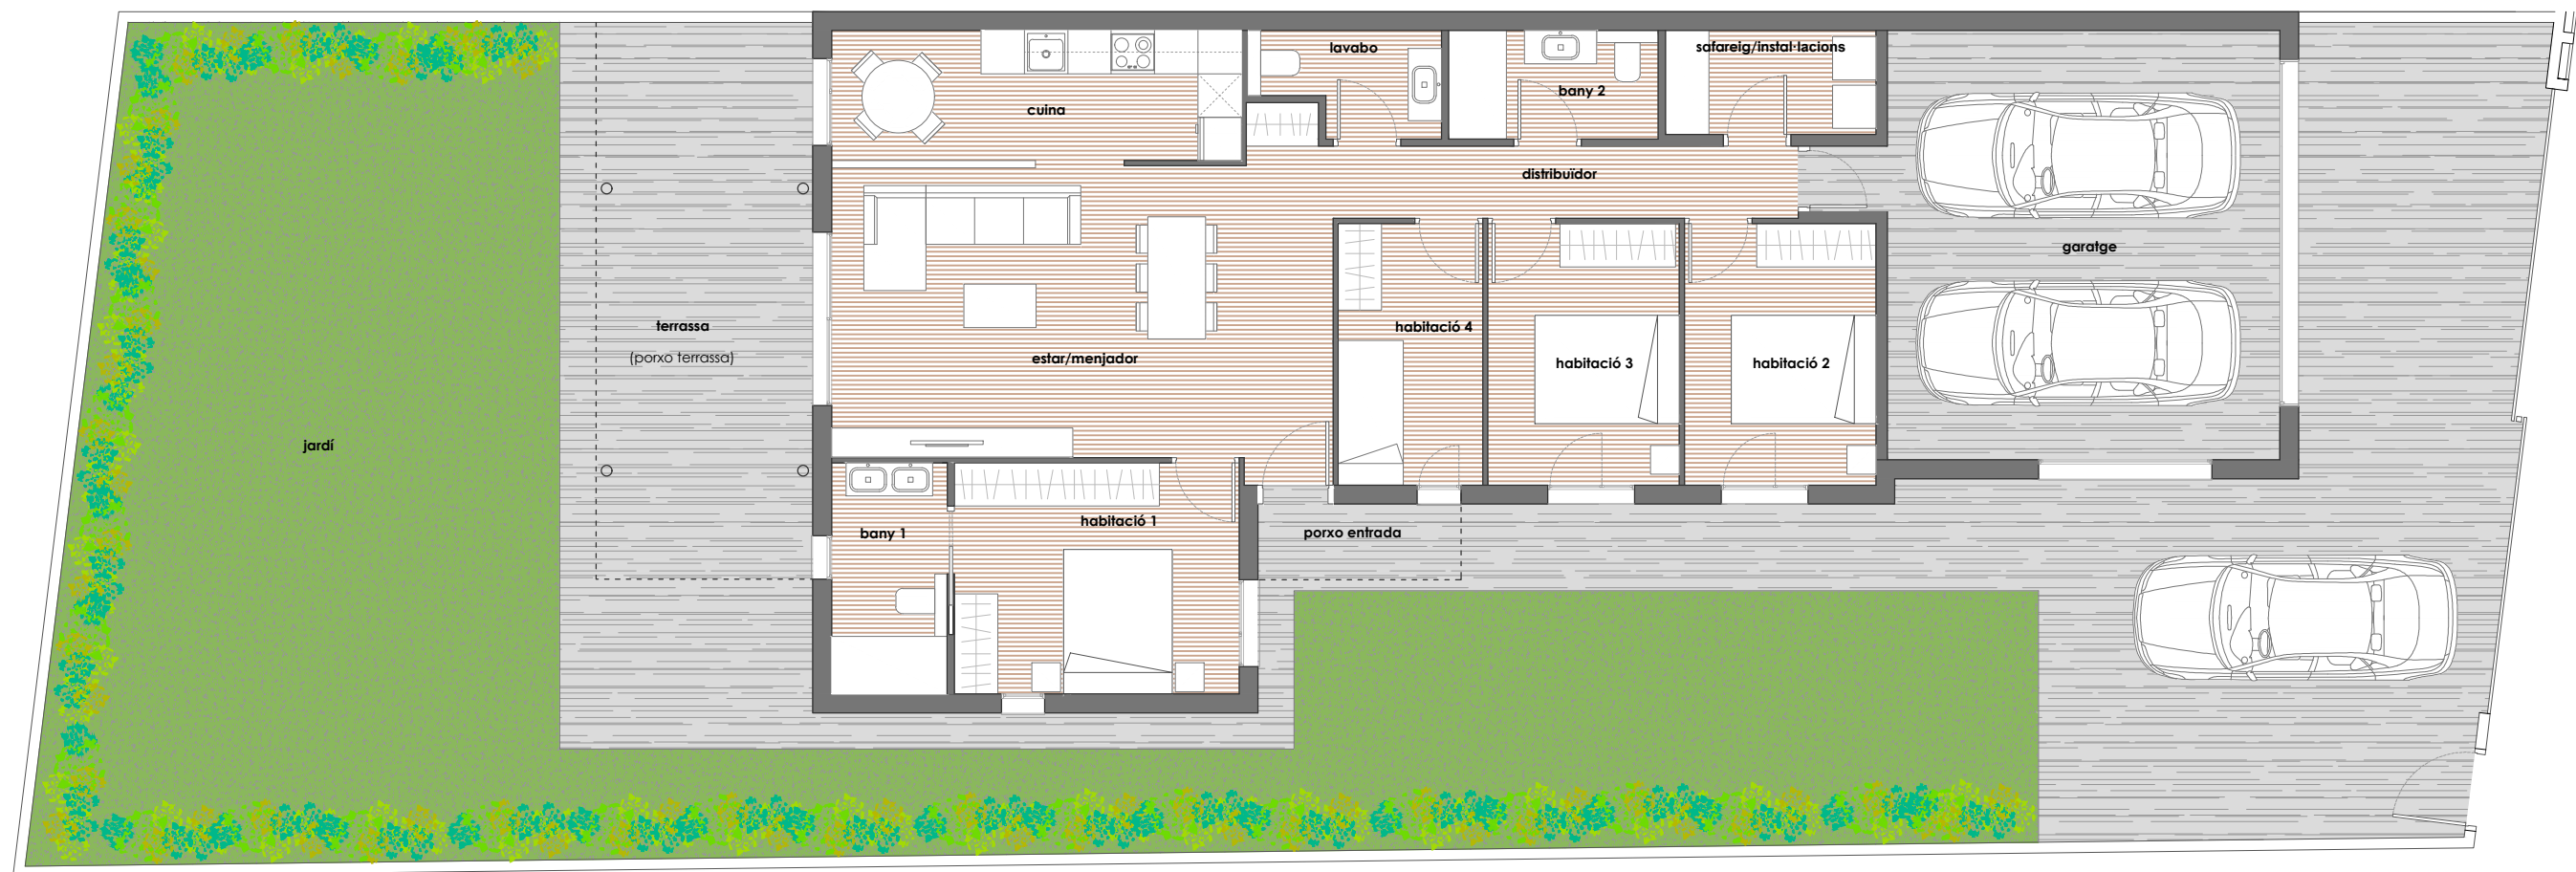 lavabo
safareig/instal·lacions
bany 2
cuina
distribuïdor
garatge
terrassa
(porxo terrassa)
habitació 4
estar/menjador
habitació 3
habitació 2
jardí
habitació 1
bany 1
porxo entrada